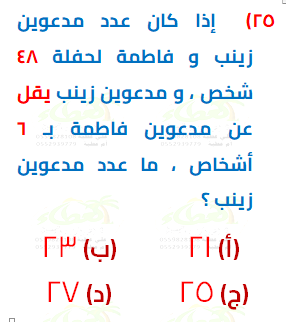 ٢٥) إذا كان عدد مدعوين
زينب و فاطمة لحفلة ٤٨
شخص ، و مدعوين زينب يقل
عن مدعوين فاطمة بـ ٦
أشخاص ، ما عدد مدعوين
زينب ؟
(أ) ٢١ (ب) ٢٣
(ج) ٢٥ (د) ٢٧